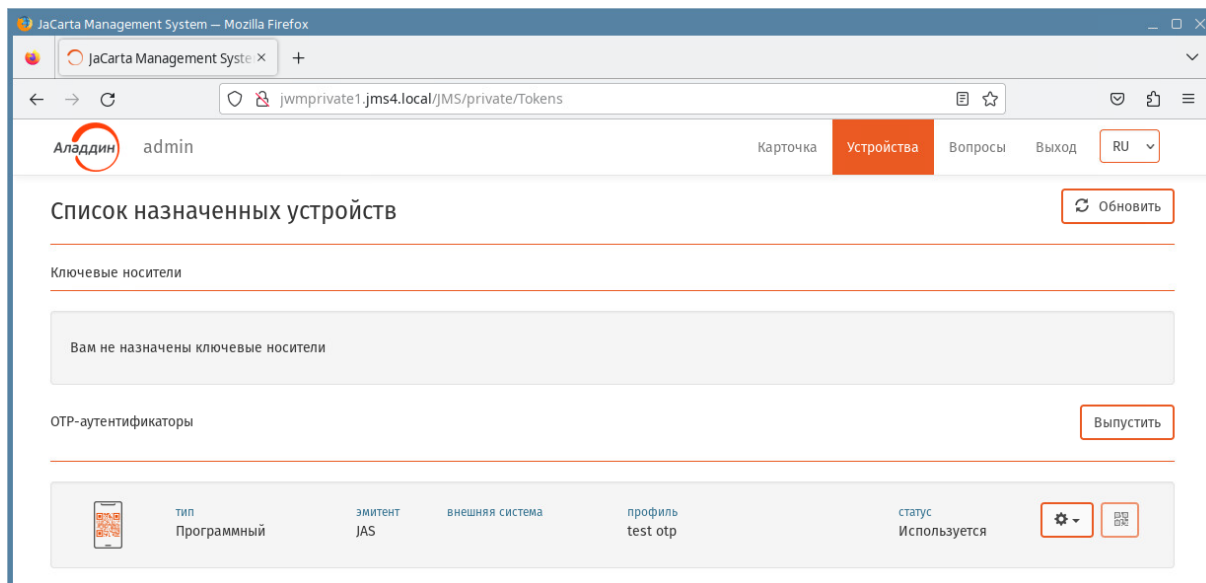 JaCarta Management System — Mozilla Firefox
JaCarta Management Syste
jwmprivate1.jms4.local/JMS/private/Tokens
Аладдин admin Карточка Устройства Вопросы Выход RU
Список назначенных устройств Обновить
Ключевые носители
Вам не назначены ключевые носители
OTP-аутентификаторы Выпустить
тип эмитент внешняя система профиль статус
Программный JAS test otp Используется